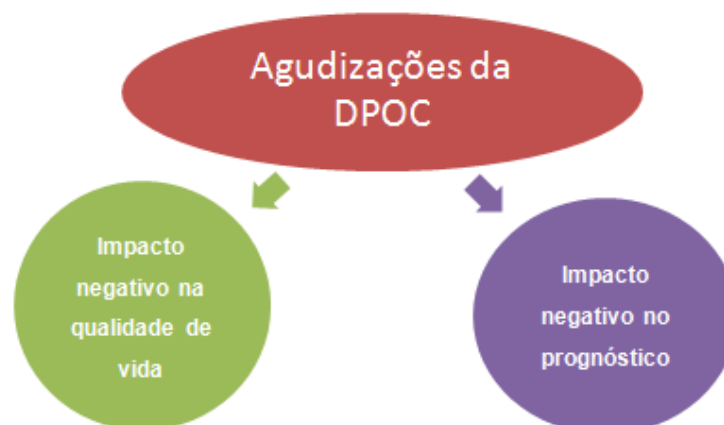 Agudizações da
DPOC
Impacto
negativo na
qualidade de
vida
Impacto
negativo no
prognóstico